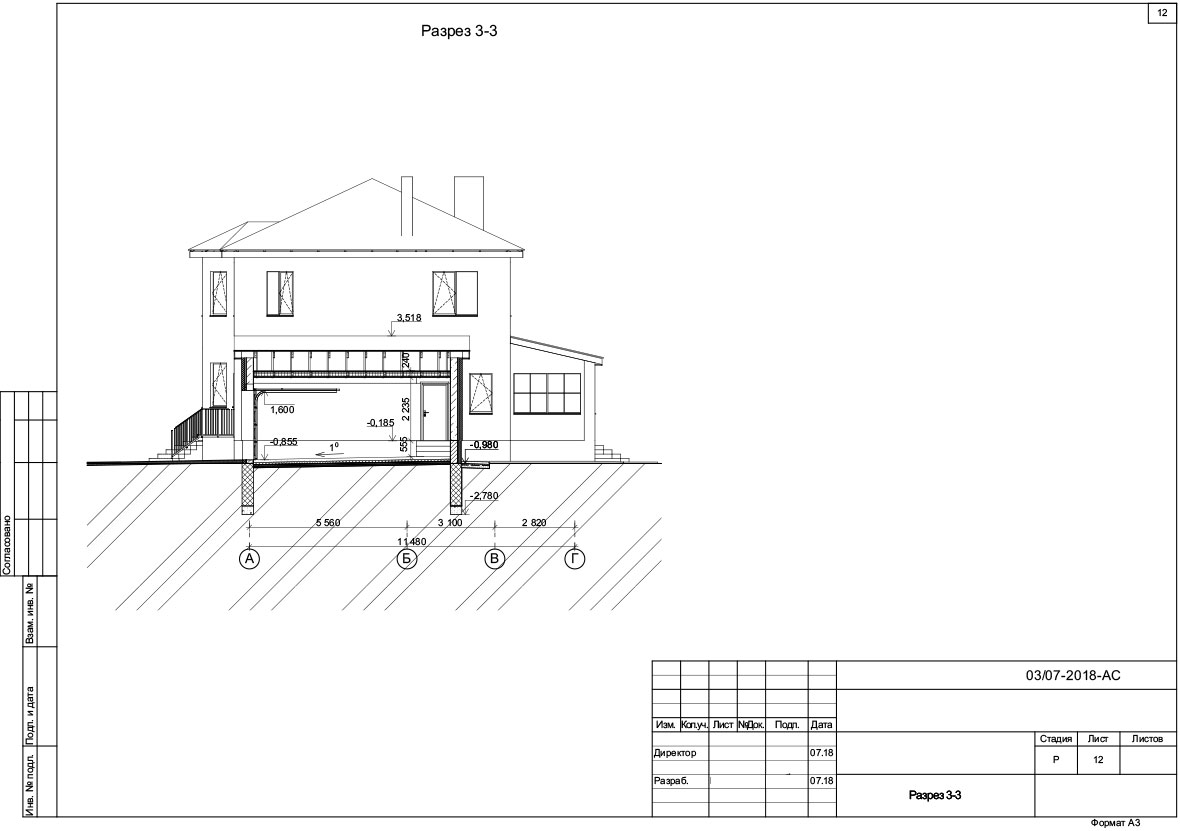 12
Разрез 3-3
3,518
240
1,600
2 235
-0,185
-0,855
1⁰
555
-0,980
-2,780
5 560
3 100
2 820
11 480
А
Б
В
Г
Согласовано
Взам. инв. №
Подп. и дата
Инв. № подл.
03/07-2018-АС
Изм. Кол.уч. Лист №Док. Подп. Дата
Стадия Лист Листов
Директор 07.18
Р 12
Разраб. 07.18
Разрез 3-3
Формат А3